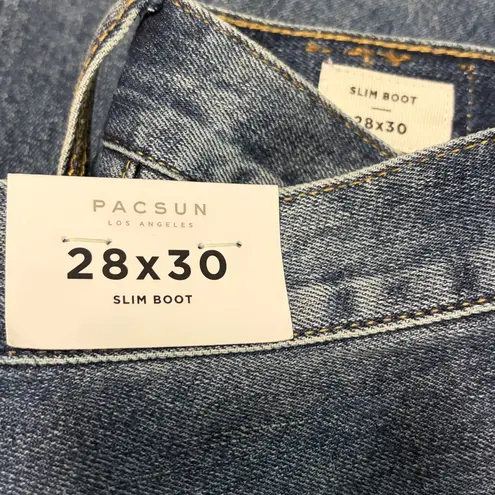 SLIM BOOT
28x30
PACSUN
LOS ANGELES
28x30
SLIM BOOT